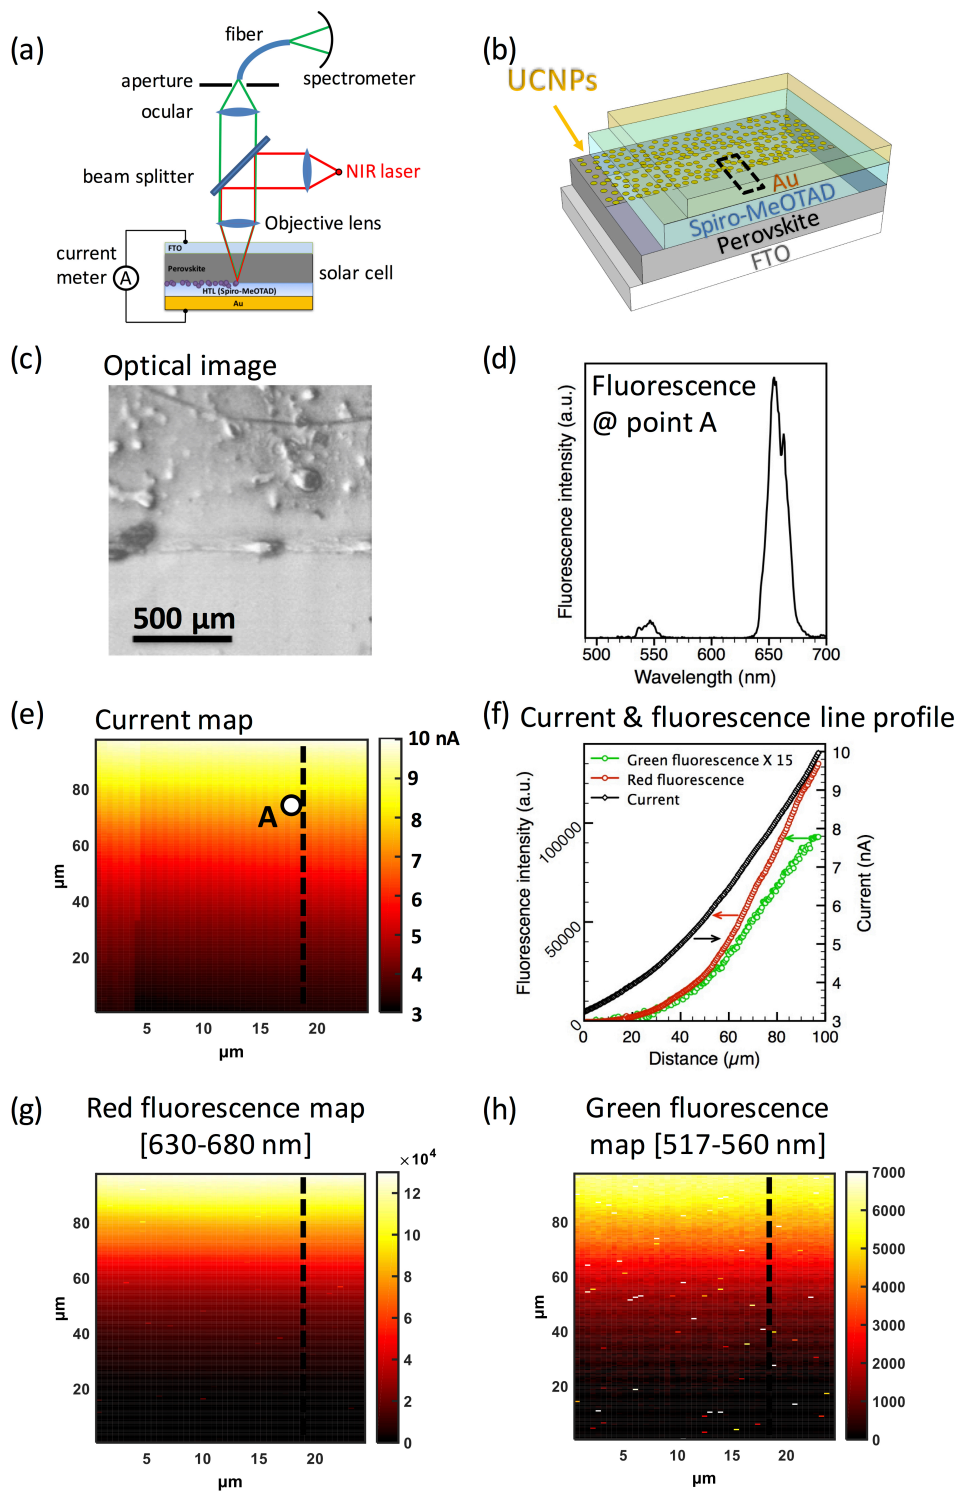 (a)
fiber
spectrometer
aperture
ocular
beam splitter
NIR laser
Objective lens
current
meter
A
FTO
Perovskite
HTL (Spiro-MeOTAD)
Au
solar cell
(b)
UCNPs
Au
Spiro-MeOTAD
Perovskite
FTO
(c)
Optical image
500 µm
(d)
Fluorescence
@ point A
Fluorescence intensity (a.u.)
500
550
600
650
700
Wavelength (nm)
(e)
Current map
A
80
60
40
20
µm
5
10
15
20
µm
10 nA
9
8
7
6
5
4
3
(f)
Current & fluorescence line profile
Green fluorescence X 15
Red fluorescence
Current
Fluorescence intensity (a.u.)
100000
50000
0
10
9
8
7
6
5
4
3
Current (nA)
0
20
40
60
80
100
Distance (µm)
(g)
Red fluorescence map
[630-680 nm]
×10⁴
80
60
40
20
µm
5
10
15
20
µm
12
10
8
6
4
2
0
(h)
Green fluorescence
map [517-560 nm]
80
60
40
20
µm
5
10
15
20
µm
7000
6000
5000
4000
3000
2000
1000
0